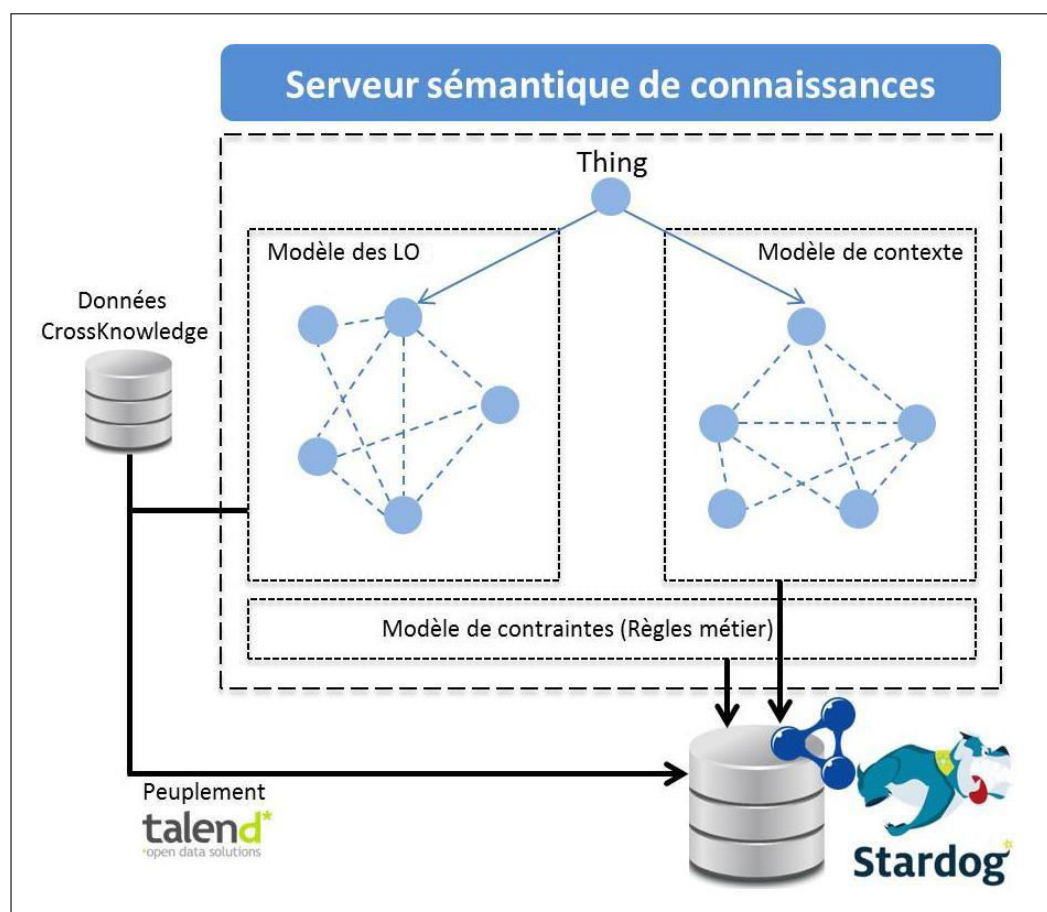 Serveur sémantique de connaissances
Thing
Modèle des LO
Modèle de contexte
Données
CrossKnowledge
Modèle de contraintes (Règles métier)
Peuplement
talend*
*open data solutions
Stardog